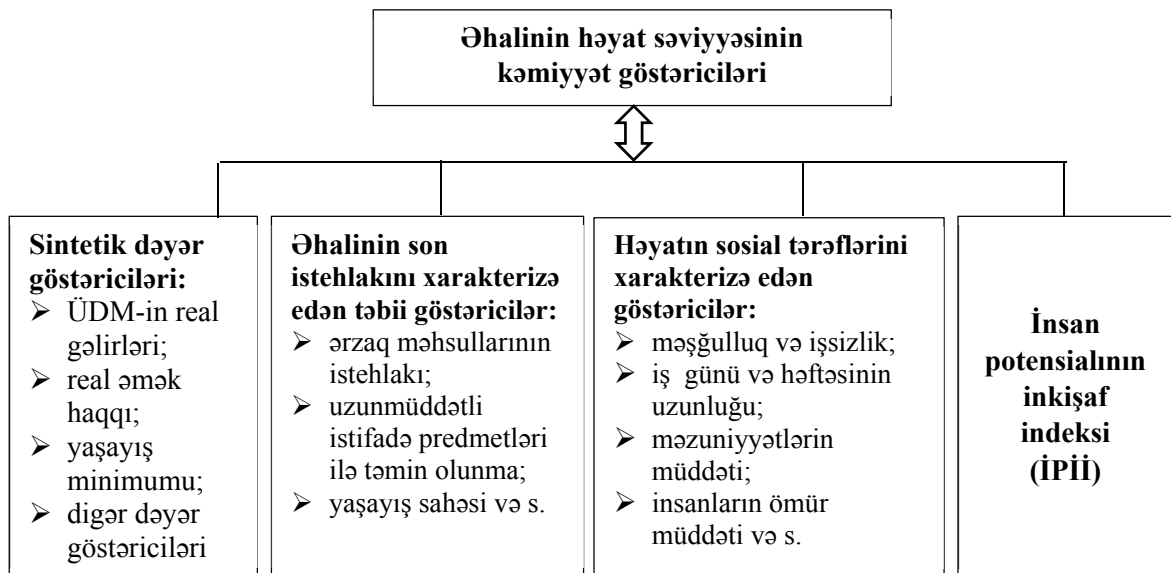 Əhalinin həyat səviyyəsinin
kəmiyyət göstəriciləri
Sintetik dəyər
göstəriciləri:
➢ ÜDM-in real
gəlirləri;
➢ real əmək
haqqı;
➢ yaşayış
minimumu;
➢ digər dəyər
göstəriciləri
Əhalinin son
istehlakını xarakterizə
edən təbii göstəricilər:
➢ ərzaq məhsullarının
istehlakı;
➢ uzunmüddətli
istifadə predmetləri
ilə təmin olunma;
➢ yaşayış sahəsi və s.
Həyatın sosial tərəflərini
xarakterizə edən
göstəricilər:
➢ məşğulluq və işsizlik;
➢ iş günü və həftəsinin
uzunluğu;
➢ məzuniyyətlərin
müddəti;
➢ insanların ömür
müddəti və s.
İnsan
potensialının
inkişaf
indeksi
(İPİİ)